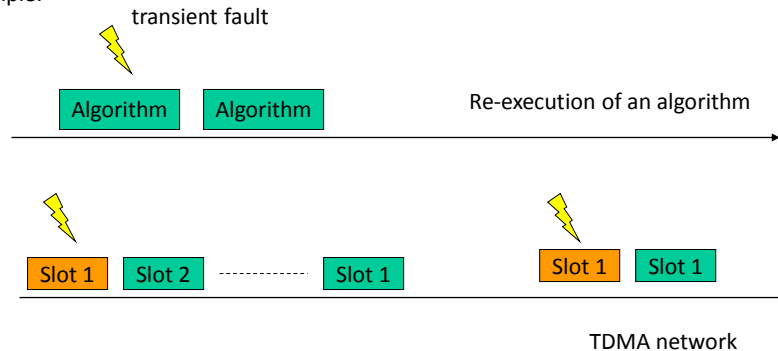 transient fault
Algorithm Algorithm
Re-execution of an algorithm
Slot 1 Slot 2 Slot 1 Slot 1 Slot 1
TDMA network